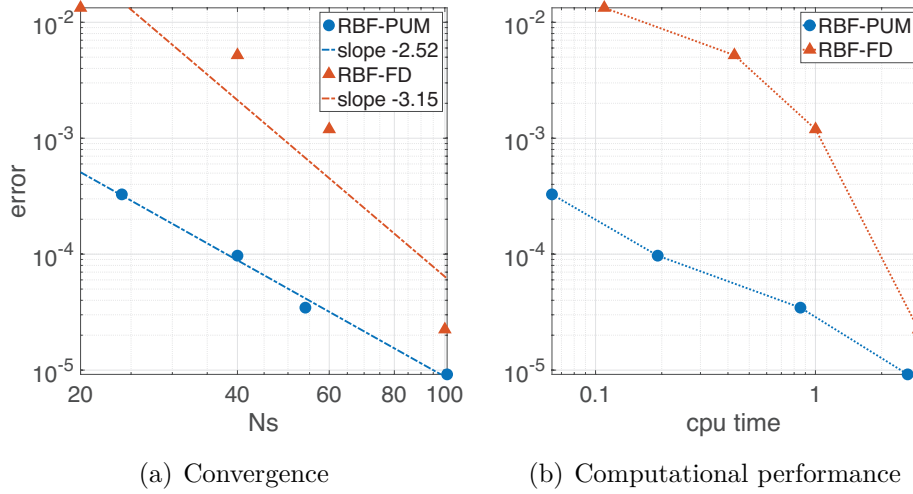 error
10^-2
10^-3
10^-4
10^-5
20
40
60
80
100
Ns
RBF-PUM
slope -2.52
RBF-FD
slope -3.15
(a) Convergence
10^-2
10^-3
10^-4
10^-5
0.1
1
cpu time
RBF-PUM
RBF-FD
(b) Computational performance